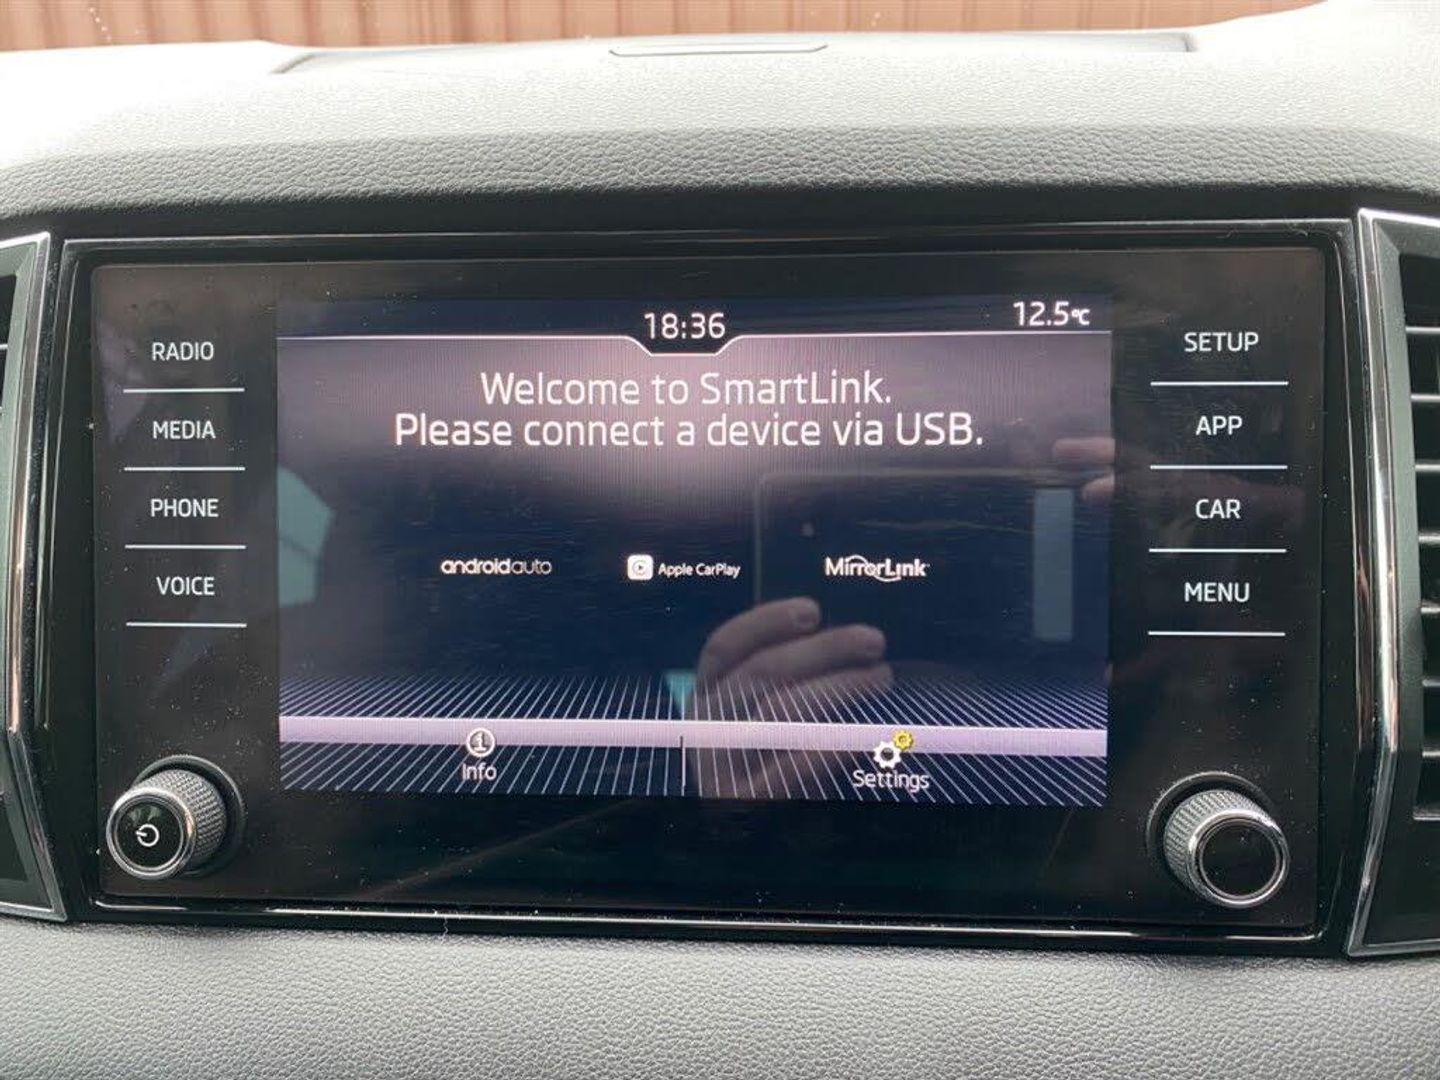 18:36
12.5°C
RADIO
MEDIA
PHONE
VOICE
Welcome to SmartLink.
Please connect a device via USB.
androidauto
Apple CarPlay
MirrorLink
Info
Settings
SETUP
APP
CAR
MENU